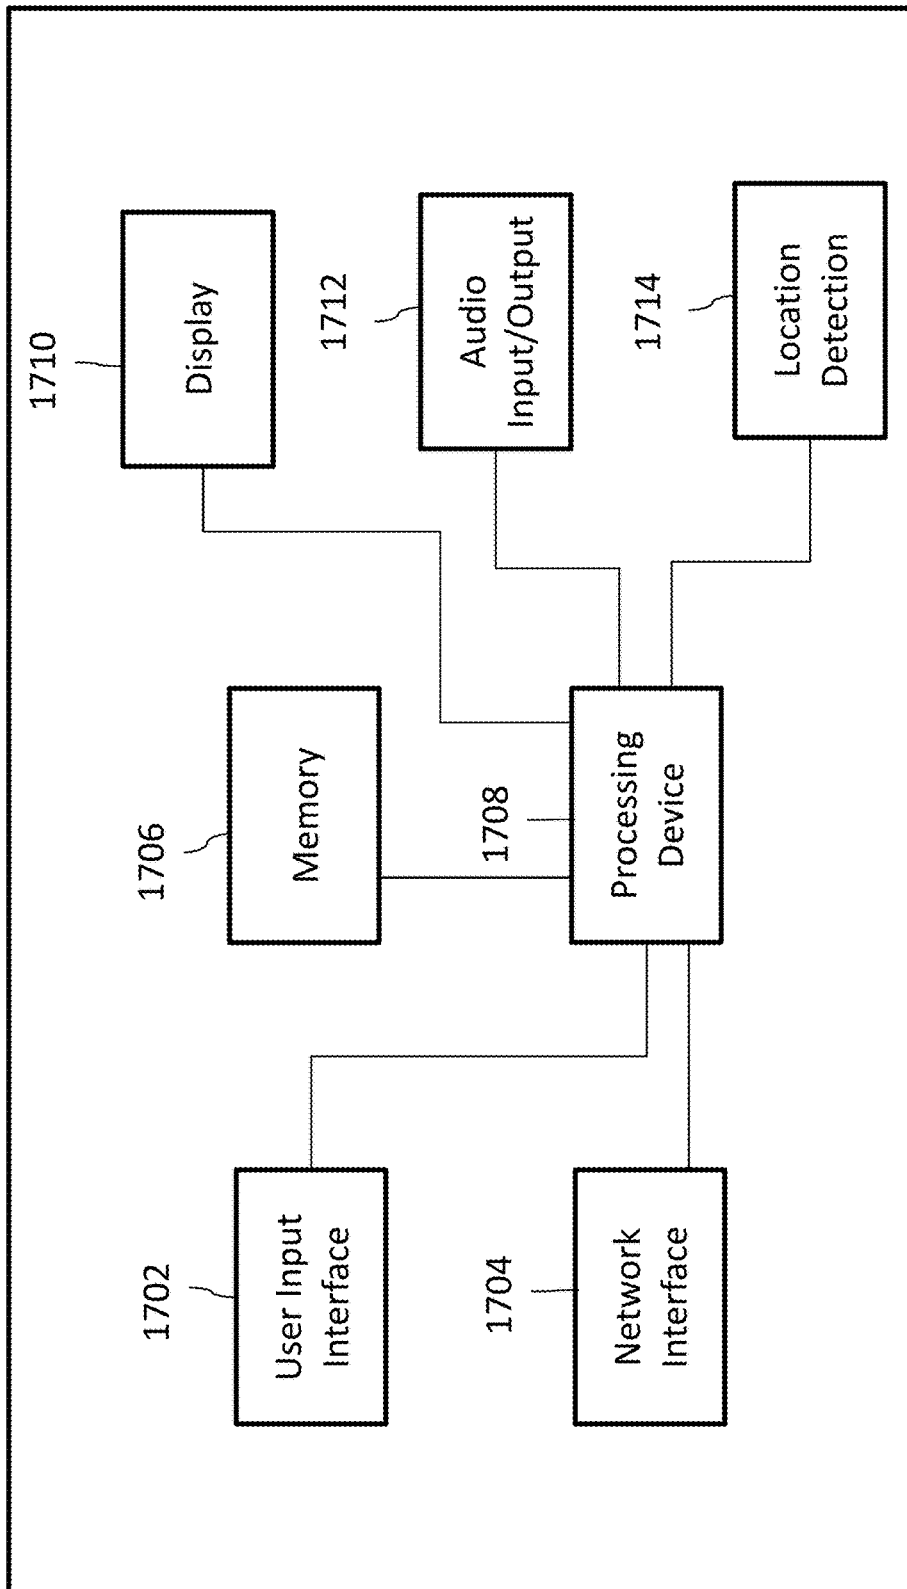 1702
User Input
Interface
1704
Network
Interface
1706
Memory
1708
Processing
Device
1710
Display
1712
Audio
Input/Output
1714
Location
Detection